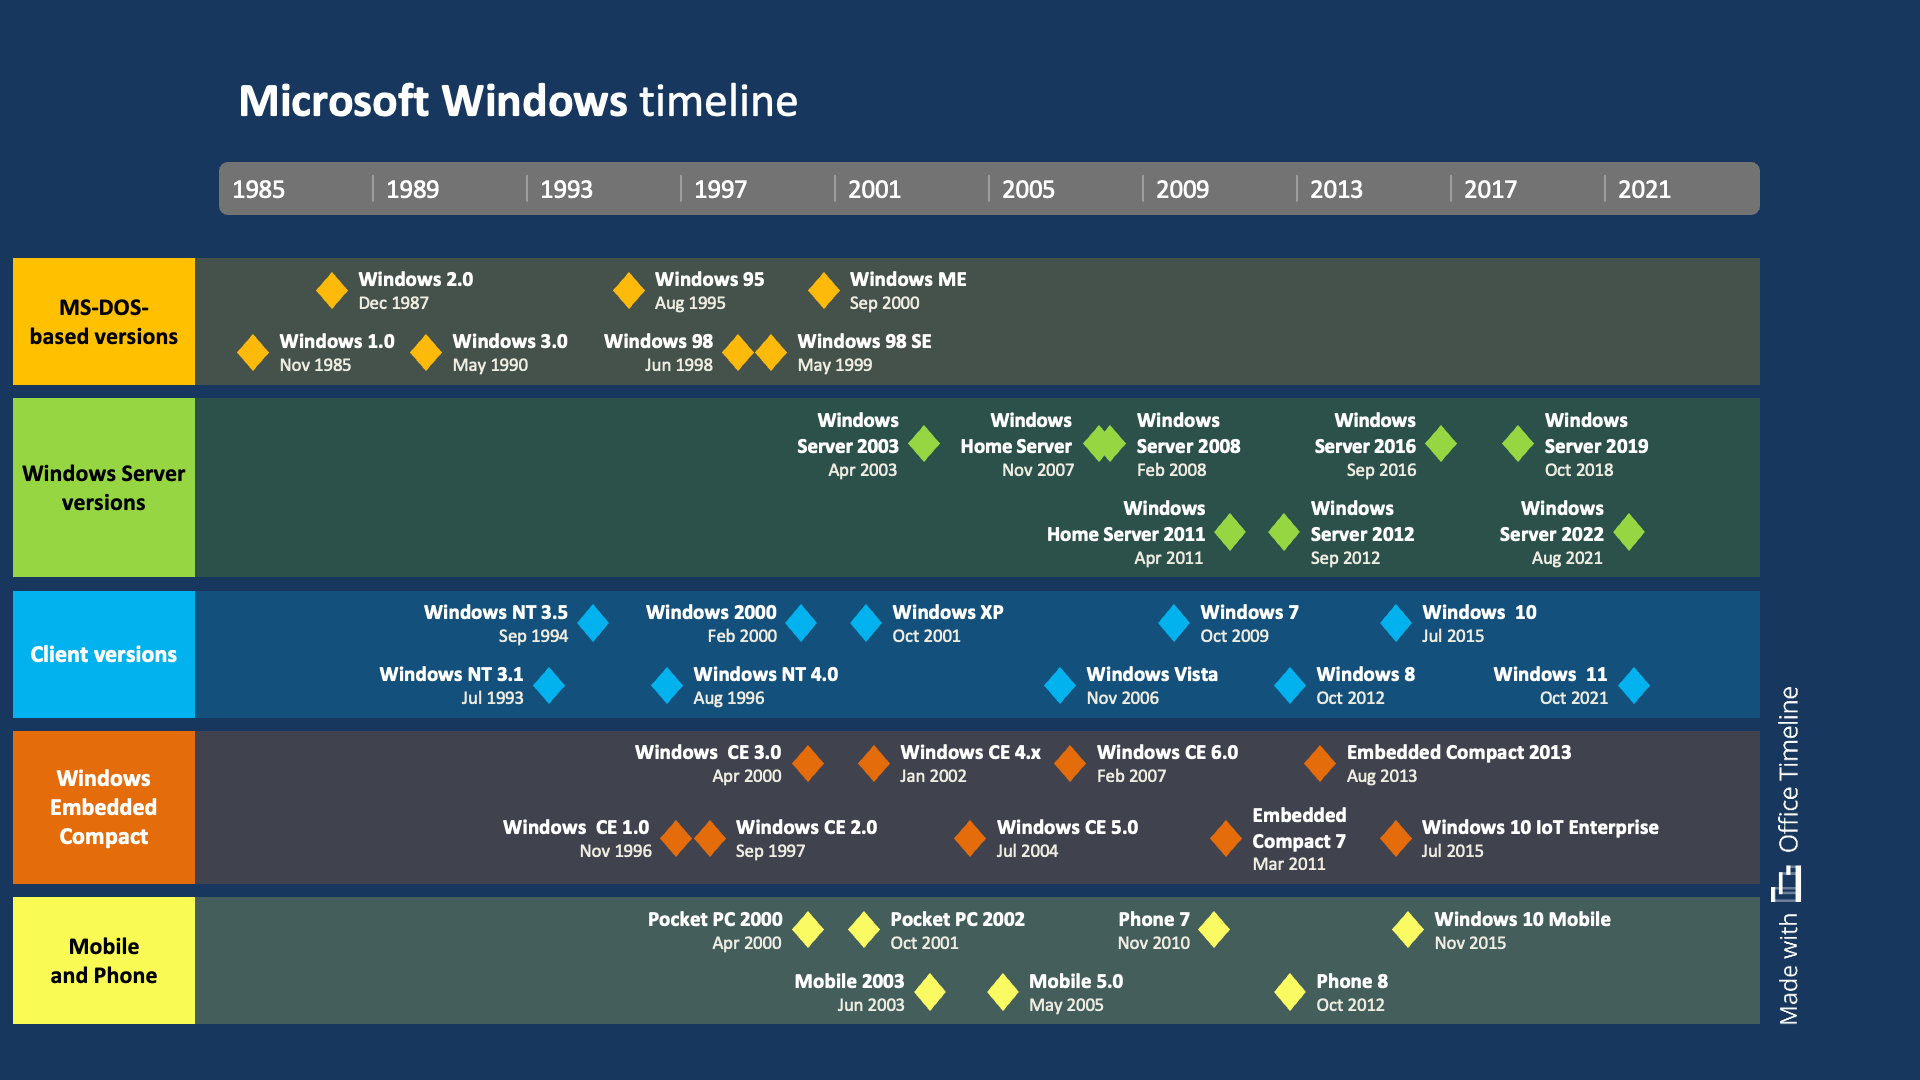 Microsoft Windows timeline
1985 1989 1993 1997 2001 2005 2009 2013 2017 2021
MS-DOS-
based versions
Windows 2.0
Dec 1987
Windows 95
Aug 1995
Windows ME
Sep 2000
Windows 1.0
Nov 1985
Windows 3.0
May 1990
Windows 98
Jun 1998
Windows 98 SE
May 1999
Windows Server
versions
Windows
Server 2003
Apr 2003
Windows
Home Server
Nov 2007
Windows
Server 2008
Feb 2008
Windows
Server 2016
Sep 2016
Windows
Server 2019
Oct 2018
Windows
Home Server 2011
Apr 2011
Windows
Server 2012
Sep 2012
Windows
Server 2022
Aug 2021
Client versions
Windows NT 3.5
Sep 1994
Windows 2000
Feb 2000
Windows XP
Oct 2001
Windows 7
Oct 2009
Windows 10
Jul 2015
Windows NT 3.1
Jul 1993
Windows NT 4.0
Aug 1996
Windows Vista
Nov 2006
Windows 8
Oct 2012
Windows 11
Oct 2021
Windows
Embedded
Compact
Windows CE 3.0
Apr 2000
Windows CE 4.x
Jan 2002
Windows CE 6.0
Feb 2007
Embedded Compact 2013
Aug 2013
Windows CE 1.0
Nov 1996
Windows CE 2.0
Sep 1997
Windows CE 5.0
Jul 2004
Embedded
Compact 7
Mar 2011
Windows 10 IoT Enterprise
Jul 2015
Mobile
and Phone
Pocket PC 2000
Apr 2000
Pocket PC 2002
Oct 2001
Phone 7
Nov 2010
Windows 10 Mobile
Nov 2015
Mobile 2003
Jun 2003
Mobile 5.0
May 2005
Phone 8
Oct 2012
Made with Office Timeline